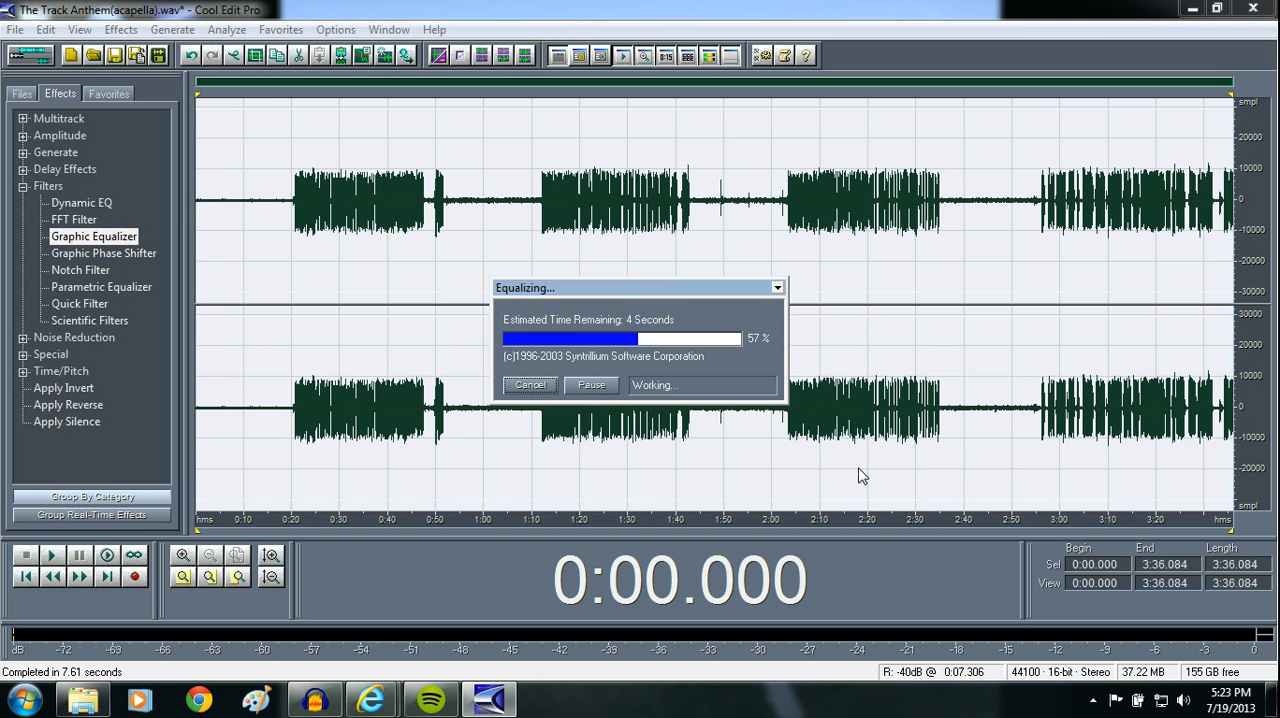 The Track Anthem(acapella).wav* - Cool Edit Pro
File Edit View Effects Generate Analyze Favorites Options Window Help
Files Effects Favorites
Multitrack
Amplitude
Generate
Delay Effects
Filters
Dynamic EQ
FFT Filter
Graphic Equalizer
Graphic Phase Shifter
Notch Filter
Parametric Equalizer
Quick Filter
Scientific Filters
Noise Reduction
Special
Time/Pitch
Apply Invert
Apply Reverse
Apply Silence
Group By Category
Group Real-Time Effects
smpl
20000
10000
0
-10000
-20000
-30000
30000
20000
10000
0
-10000
-20000
smpl
Equalizing...
Estimated Time Remaining: 4 Seconds
57 %
(c)1996-2003 Syntrillium Software Corporation
Cancel Pause Working...
hms 0:10 0:20 0:30 0:40 0:50 1:00 1:10 1:20 1:30 1:40 1:50 2:00 2:10 2:20 2:30 2:40 2:50 3:00 3:10 3:20 hms
0:00.000
Begin End Length
Sel 0:00.000 3:36.084 3:36.084
View 0:00.000 3:36.084 3:36.084
dB -72 -69 -66 -63 -60 -57 -54 -51 -48 -45 -42 -39 -36 -33 -30 -27 -24 -21 -18 -15 -12 -9 -6 -3 0
Completed in 7.61 seconds
R: -40dB @ 0:07.306 44100 · 16-bit · Stereo 37.22 MB 155 GB free
5:23 PM
7/19/2013